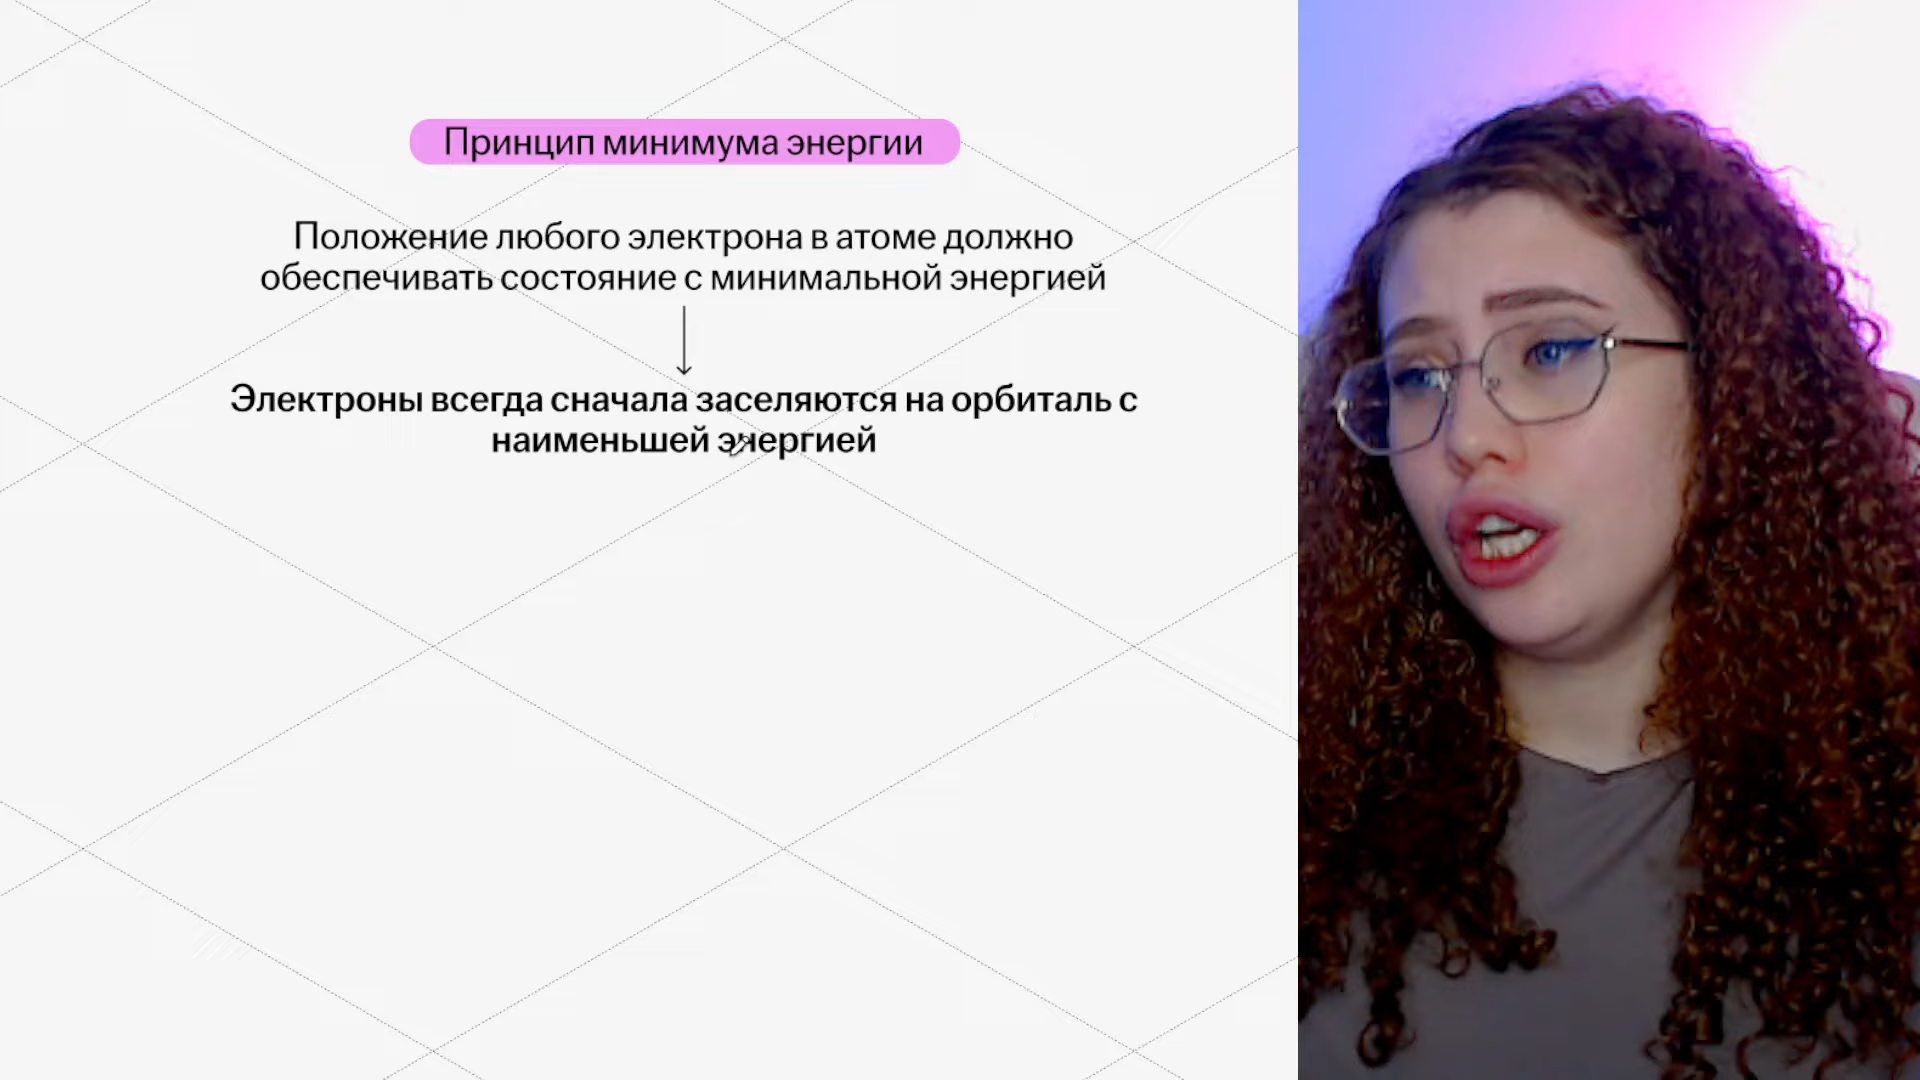 Принцип минимума энергии
Положение любого электрона в атоме должно
обеспечивать состояние с минимальной энергией
Электроны всегда сначала заселяются на орбиталь с
наименьшей энергией